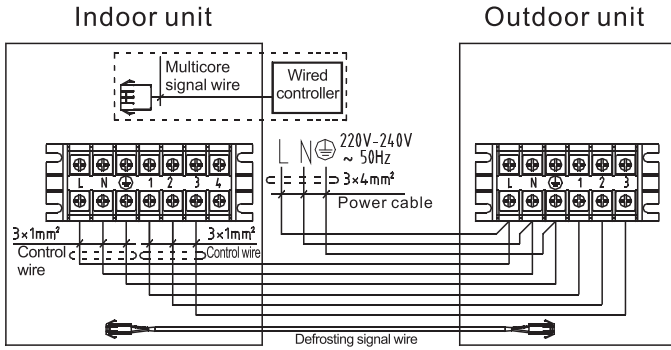 Indoor unit
Outdoor unit
Multicore
signal wire
Wired
controller
L N 220V-240V
~ 50Hz
3×4mm²
Power cable
L N 1 2 3 4
L N 1 2 3
3×1mm²
Control
wire
3×1mm²
Control wire
Defrosting signal wire